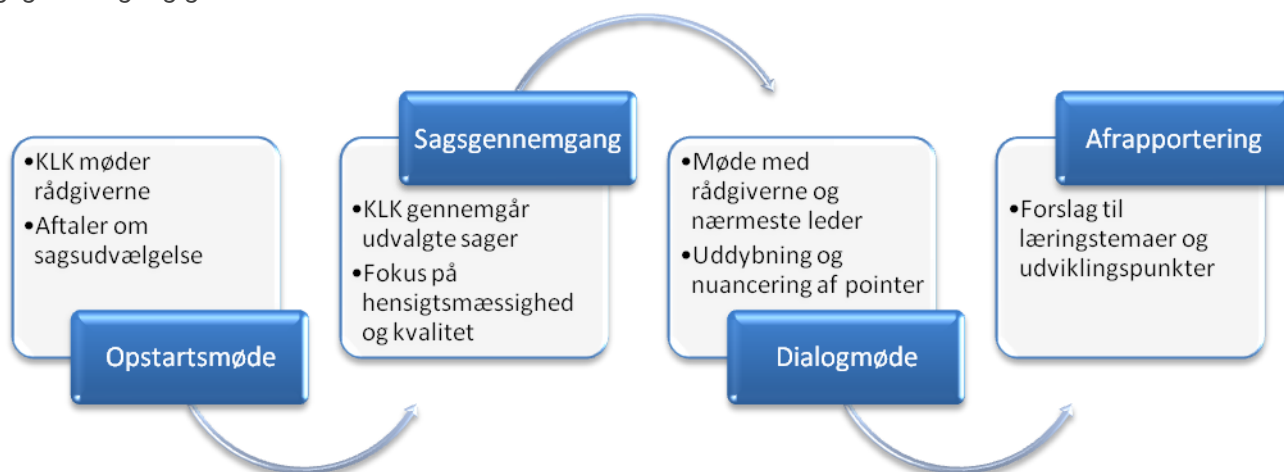 •KLK møder
rådgiverne
•Aftaler om
sagsudvælgelse
Opstartsmøde
Sagsgennemgang
•KLK gennemgår
udvalgte sager
•Fokus på
hensigtsmæssighed
og kvalitet
•Møde med
rådgiverne og
nærmeste leder
•Uddybning og
nuancering af pointer
Dialogmøde
Afrapportering
•Forslag til
læringstemaer og
udviklingspunkter